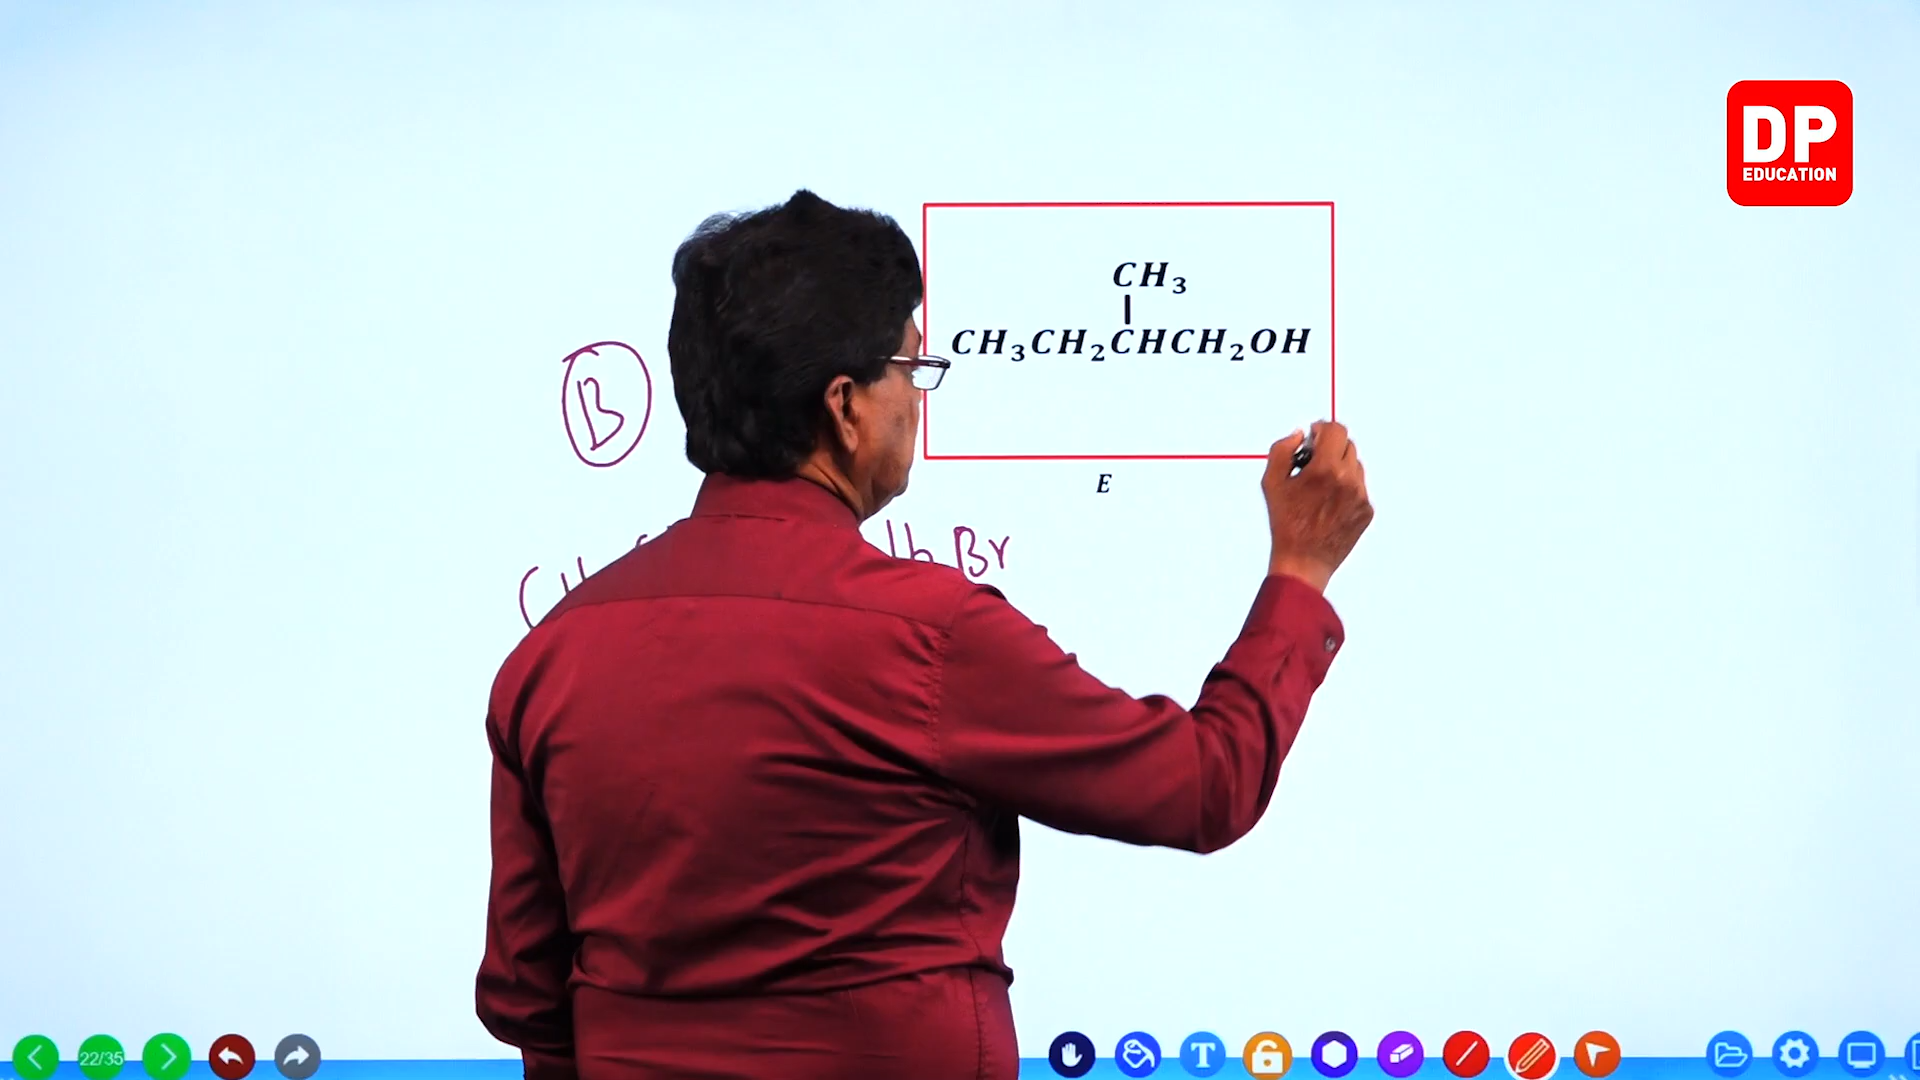 DP
EDUCATION
CH₃
CH₃CH₂CHCH₂OH
B
E
Br
22/35
T